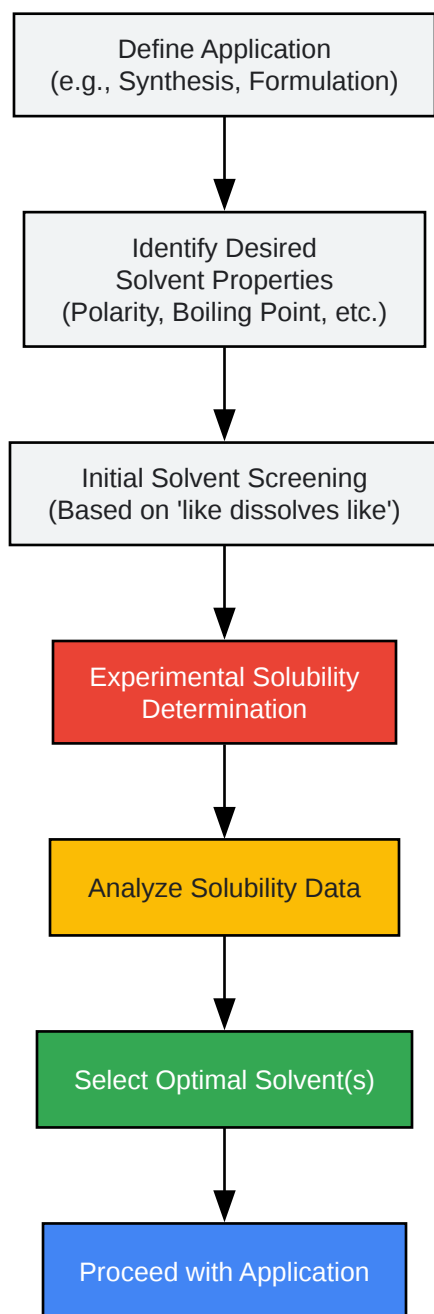 Define Application
(e.g., Synthesis, Formulation)
Identify Desired
Solvent Properties
(Polarity, Boiling Point, etc.)
Initial Solvent Screening
(Based on 'like dissolves like')
Experimental Solubility
Determination
Analyze Solubility Data
Select Optimal Solvent(s)
Proceed with Application